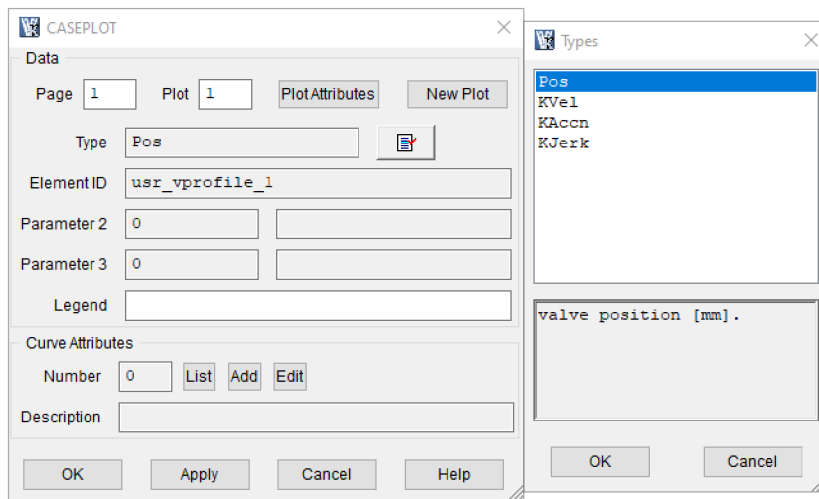 CASEPLOT
Data
Page 1 Plot 1 Plot Attributes New Plot
Type Pos
Element ID usr_vprofile_1
Parameter 2 0
Parameter 3 0
Legend
Curve Attributes
Number 0 List Add Edit
Description
OK Apply Cancel Help
Types
Pos
KVel
KAccn
KJerk
valve position [mm].
OK Cancel